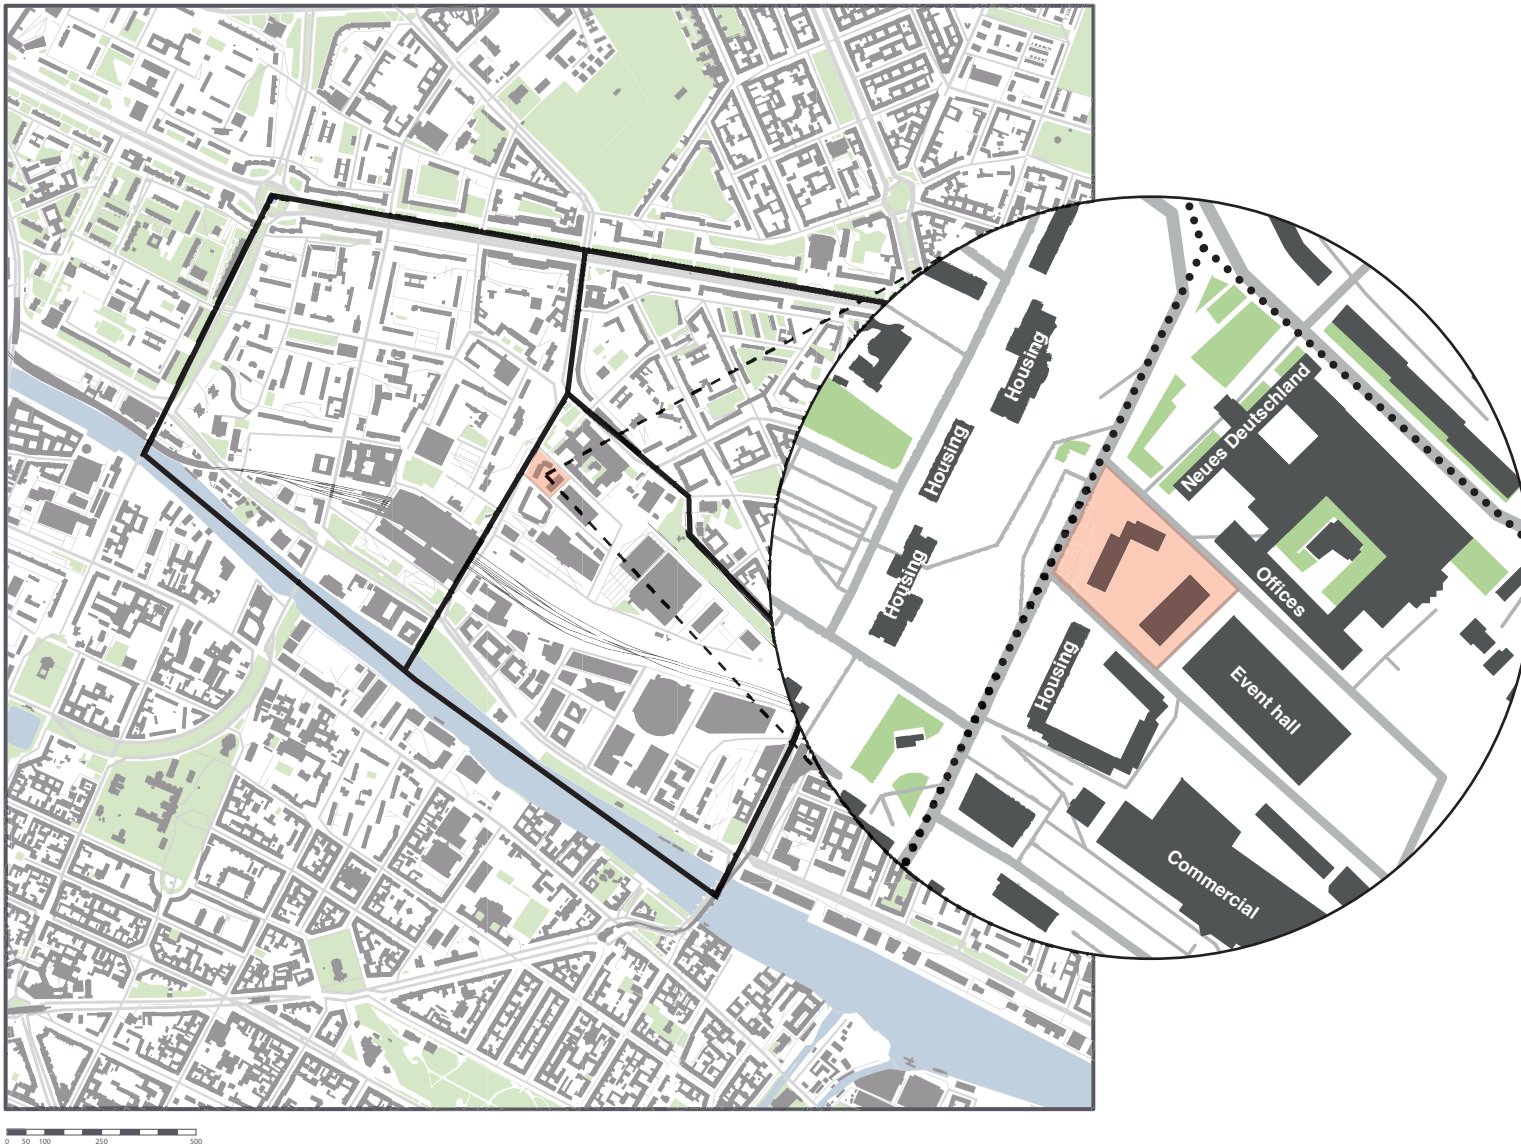 Housing
Housing
Housing
Housing
Neues Deutschland
Offices
Event hall
Commercial
0 50 100 250 500